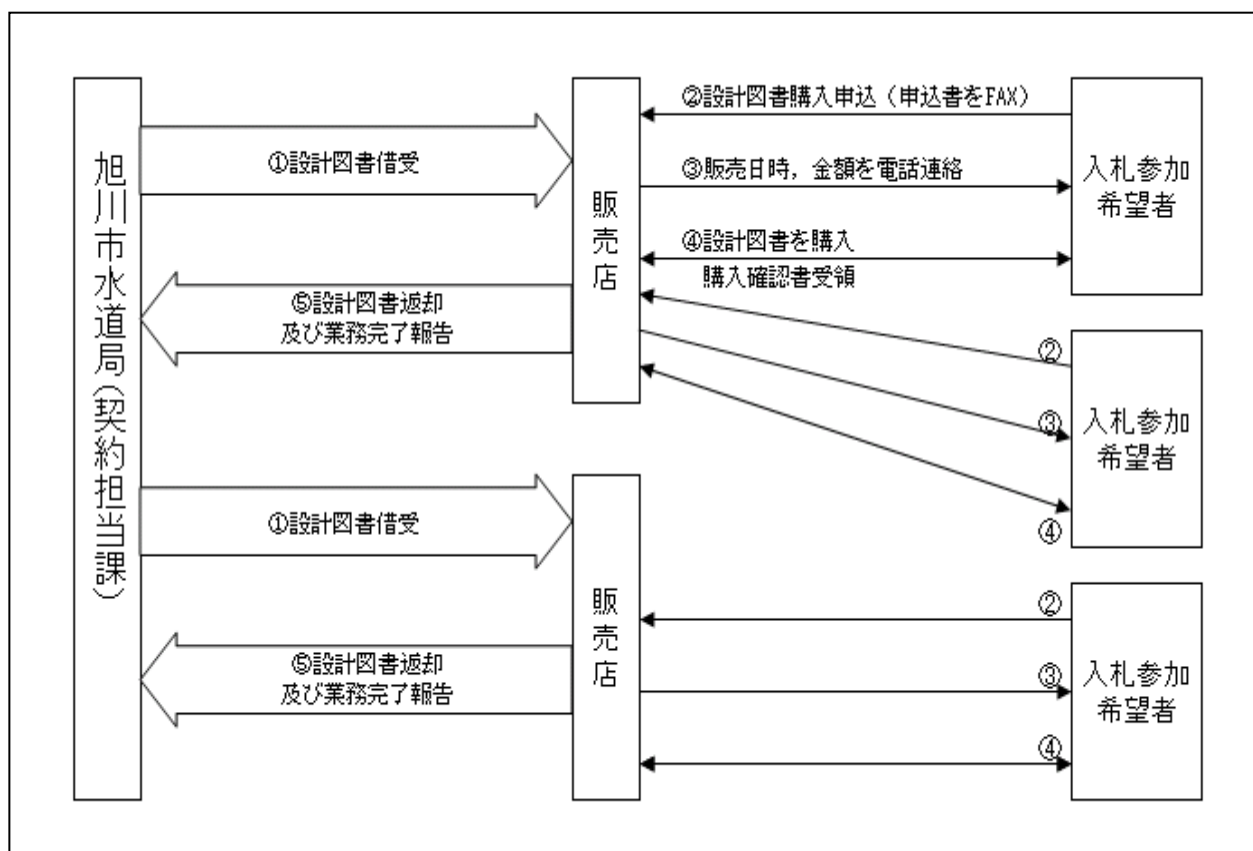 旭川市水道局(契約担当課)
①設計図書借受
⑤設計図書返却
及び業務完了報告
販売店
②設計図書購入申込(申込書をFAX)
③販売日時,金額を電話連絡
④設計図書を購入
購入確認書受領
入札参加
希望者
②
③
④
入札参加
希望者
①設計図書借受
⑤設計図書返却
及び業務完了報告
販売店
②
③
④
入札参加
希望者